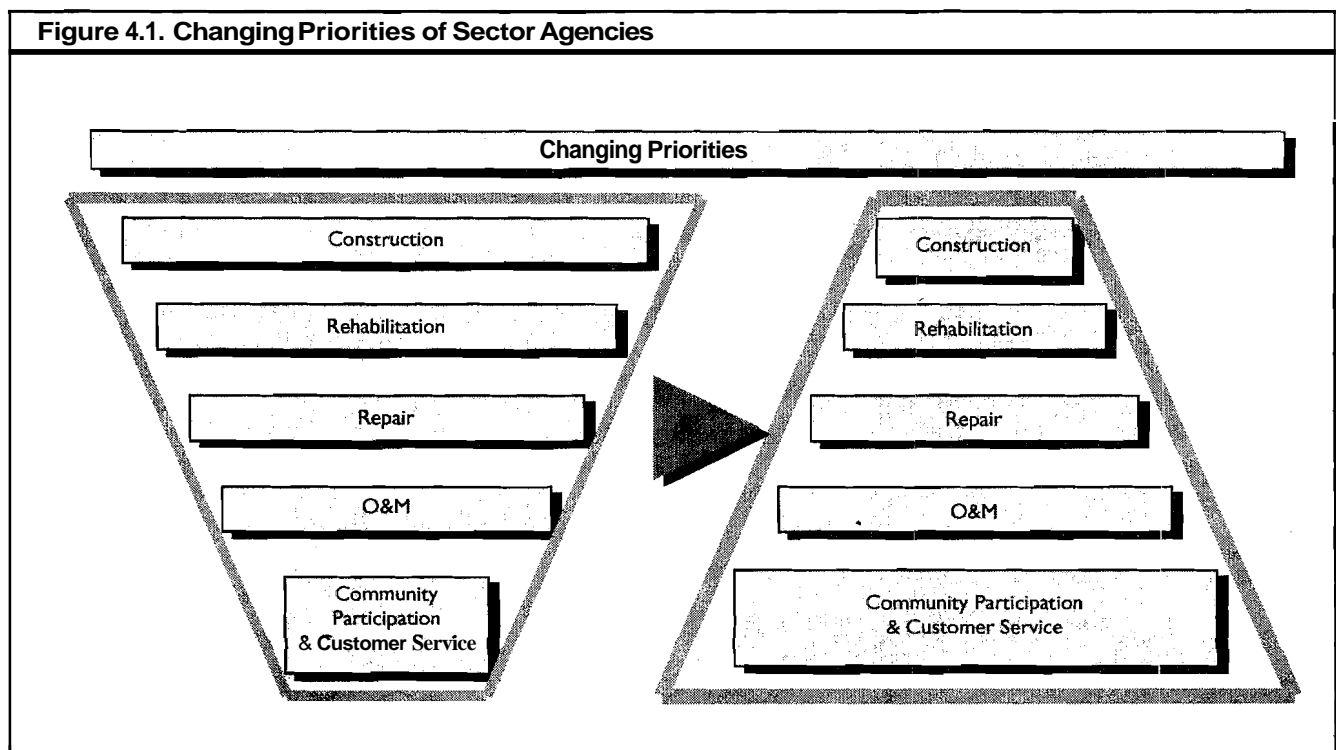 Figure 4.1. Changing Priorities of Sector Agencies
Changing Priorities
Construction
Rehabilitation
Repair
O&M
Community
Participation
& Customer Service
Construction
Rehabilitation
Repair
O&M
Community Participation
& Customer Service